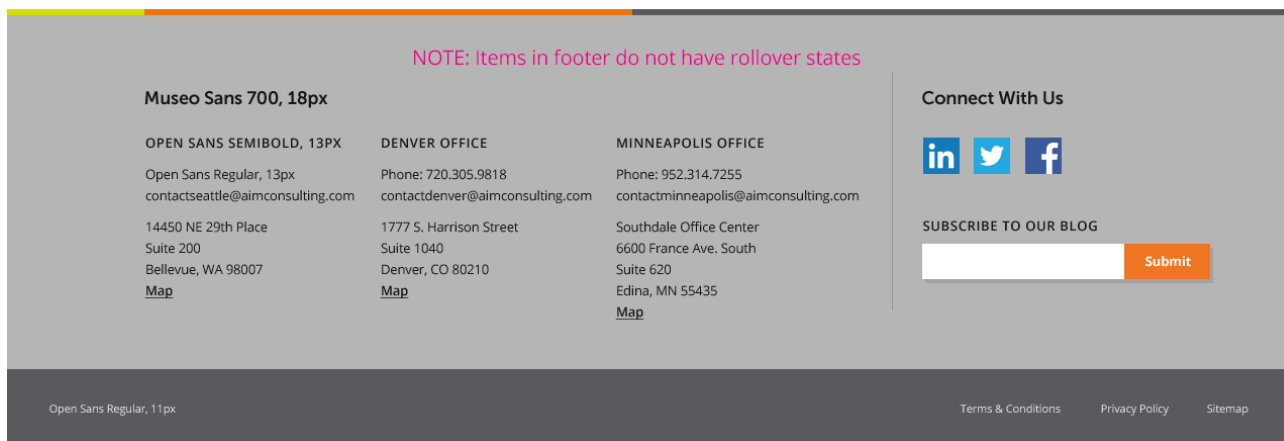 NOTE: Items in footer do not have rollover states
Museo Sans 700, 18px
OPEN SANS SEMIBOLD, 13PX
Open Sans Regular, 13px
contactseattle@aimconsulting.com
14450 NE 29th Place
Suite 200
Bellevue, WA 98007
Map
DENVER OFFICE
Phone: 720.305.9818
contactdenver@aimconsulting.com
1777 S. Harrison Street
Suite 1040
Denver, CO 80210
Map
MINNEAPOLIS OFFICE
Phone: 952.314.7255
contactminneapolis@aimconsulting.com
Southdale Office Center
6600 France Ave. South
Suite 620
Edina, MN 55435
Map
Connect With Us
in
f
SUBSCRIBE TO OUR BLOG
Submit
Open Sans Regular, 11px
Terms & Conditions
Privacy Policy
Sitemap